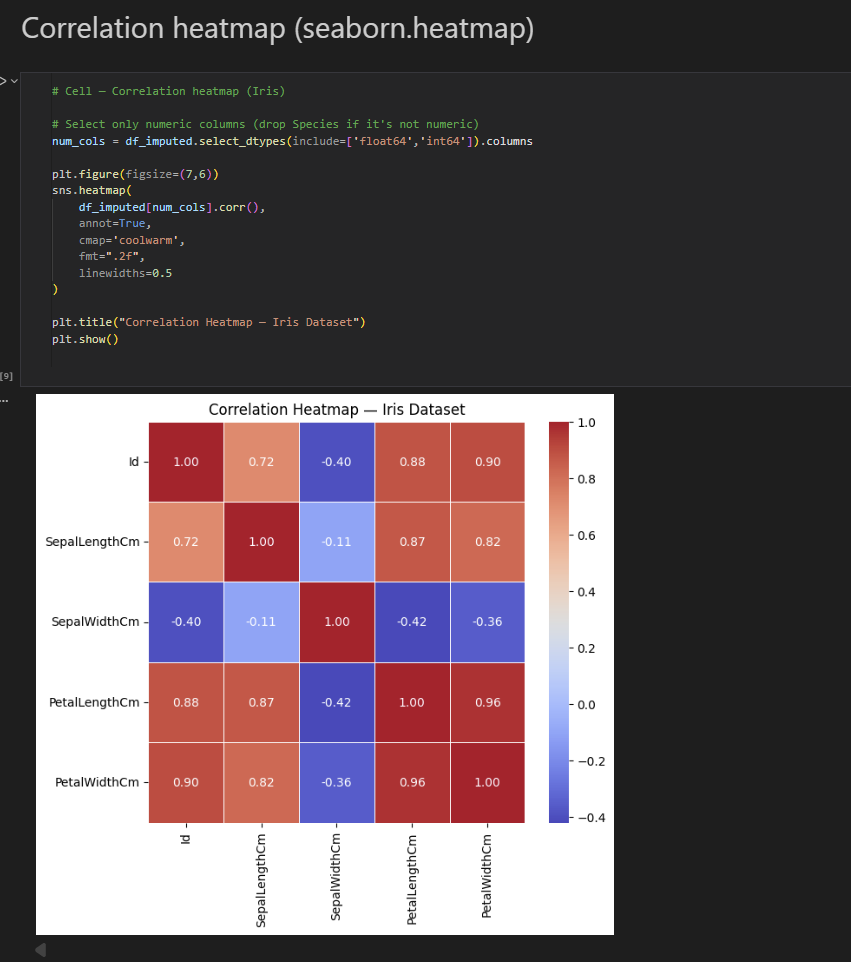 Correlation heatmap (seaborn.heatmap)
# Cell — Correlation heatmap (Iris)
# Select only numeric columns (drop Species if it's not numeric)
num_cols = df_imputed.select_dtypes(include=['float64','int64']).columns
plt.figure(figsize=(7,6))
sns.heatmap(
df_imputed[num_cols].corr(),
annot=True,
cmap='coolwarm',
fmt=".2f",
linewidths=0.5
)
plt.title("Correlation Heatmap — Iris Dataset")
plt.show()
[9]
...
Correlation Heatmap — Iris Dataset
Id 1.00 0.72 -0.40 0.88 0.90
SepalLengthCm 0.72 1.00 -0.11 0.87 0.82
SepalWidthCm -0.40 -0.11 1.00 -0.42 -0.36
PetalLengthCm 0.88 0.87 -0.42 1.00 0.96
PetalWidthCm 0.90 0.82 -0.36 0.96 1.00
Id SepalLengthCm SepalWidthCm PetalLengthCm PetalWidthCm
1.0
0.8
0.6
0.4
0.2
0.0
−0.2
−0.4